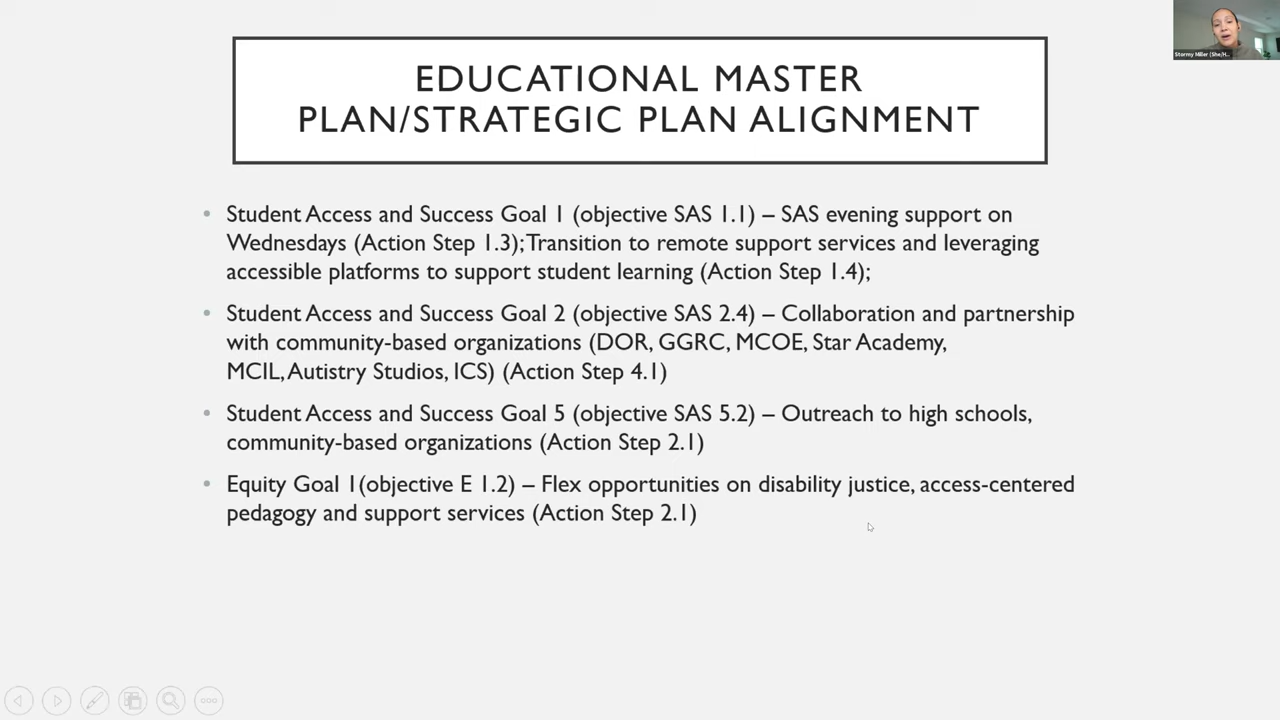 Stormy Miller (She/H...
EDUCATIONAL MASTER
PLAN/STRATEGIC PLAN ALIGNMENT
• Student Access and Success Goal 1 (objective SAS 1.1) – SAS evening support on
Wednesdays (Action Step 1.3); Transition to remote support services and leveraging
accessible platforms to support student learning (Action Step 1.4);
• Student Access and Success Goal 2 (objective SAS 2.4) – Collaboration and partnership
with community-based organizations (DOR, GGRC, MCOE, Star Academy,
MCIL, Autistry Studios, ICS) (Action Step 4.1)
• Student Access and Success Goal 5 (objective SAS 5.2) – Outreach to high schools,
community-based organizations (Action Step 2.1)
• Equity Goal 1(objective E 1.2) – Flex opportunities on disability justice, access-centered
pedagogy and support services (Action Step 2.1)